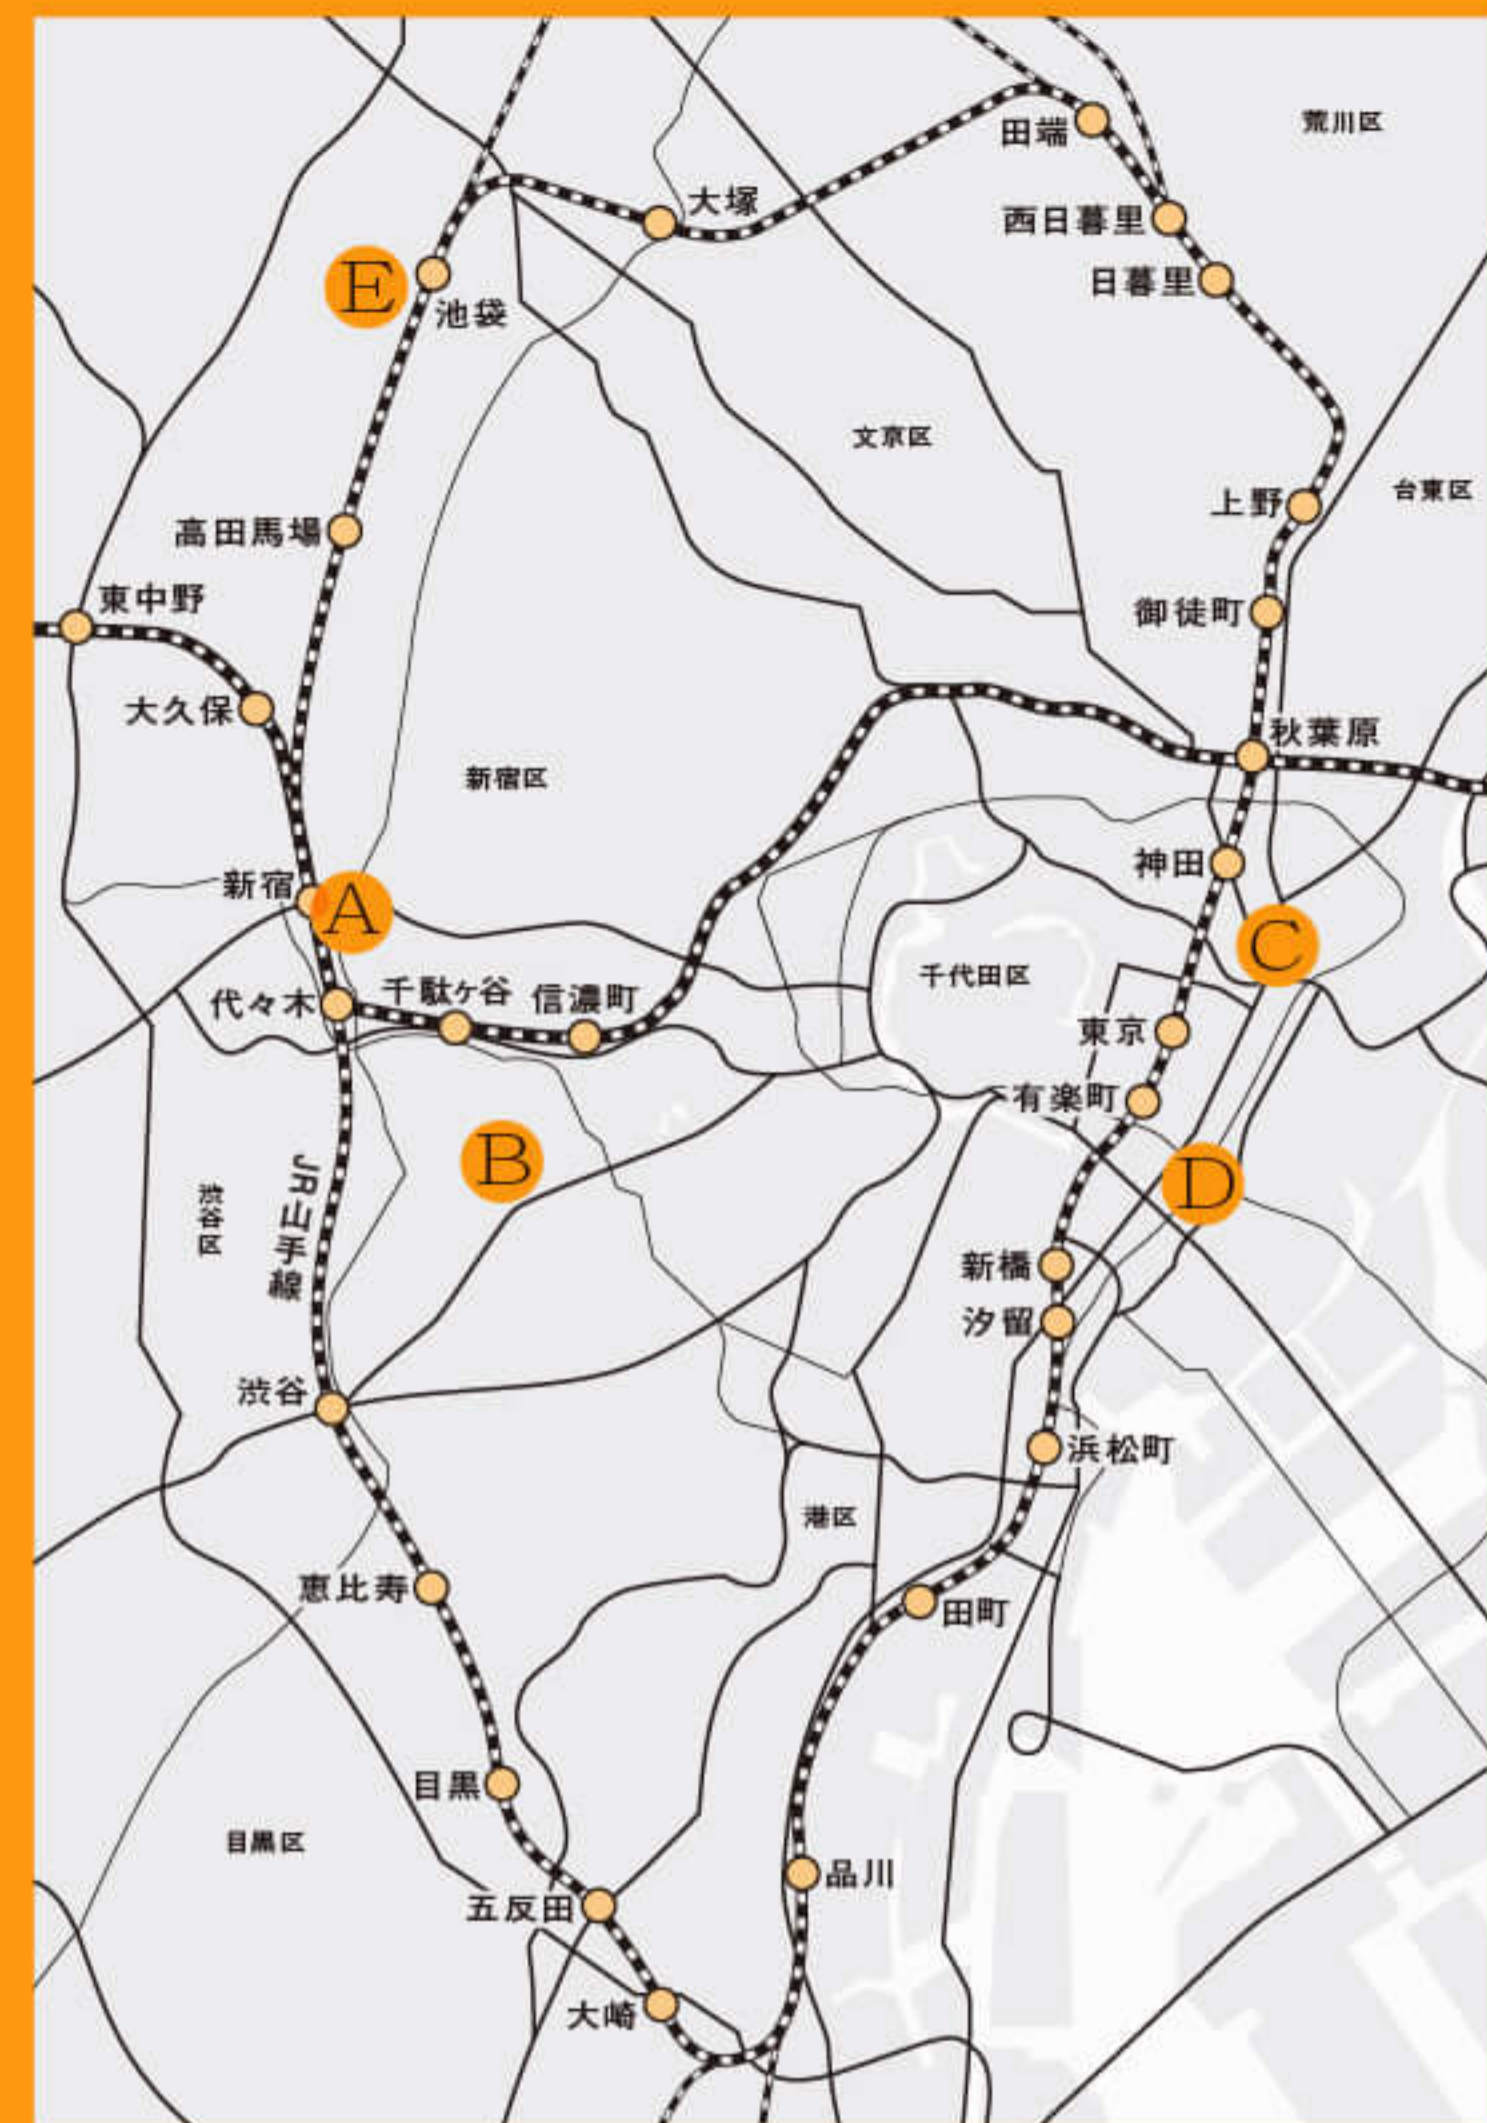 荒川区
田端
大塚
西日暮里
日暮里
E
池袋
文京区
台東区
上野
高田馬場
東中野
御徒町
大久保
秋葉原
新宿区
神田
新宿
A
C
千代田区
千駄ヶ谷
信濃町
代々木
東京
有楽町
B
D
渋谷区
JR山手線
新橋
汐留
渋谷
浜松町
港区
恵比寿
田町
目黒
目黒区
品川
五反田
大崎